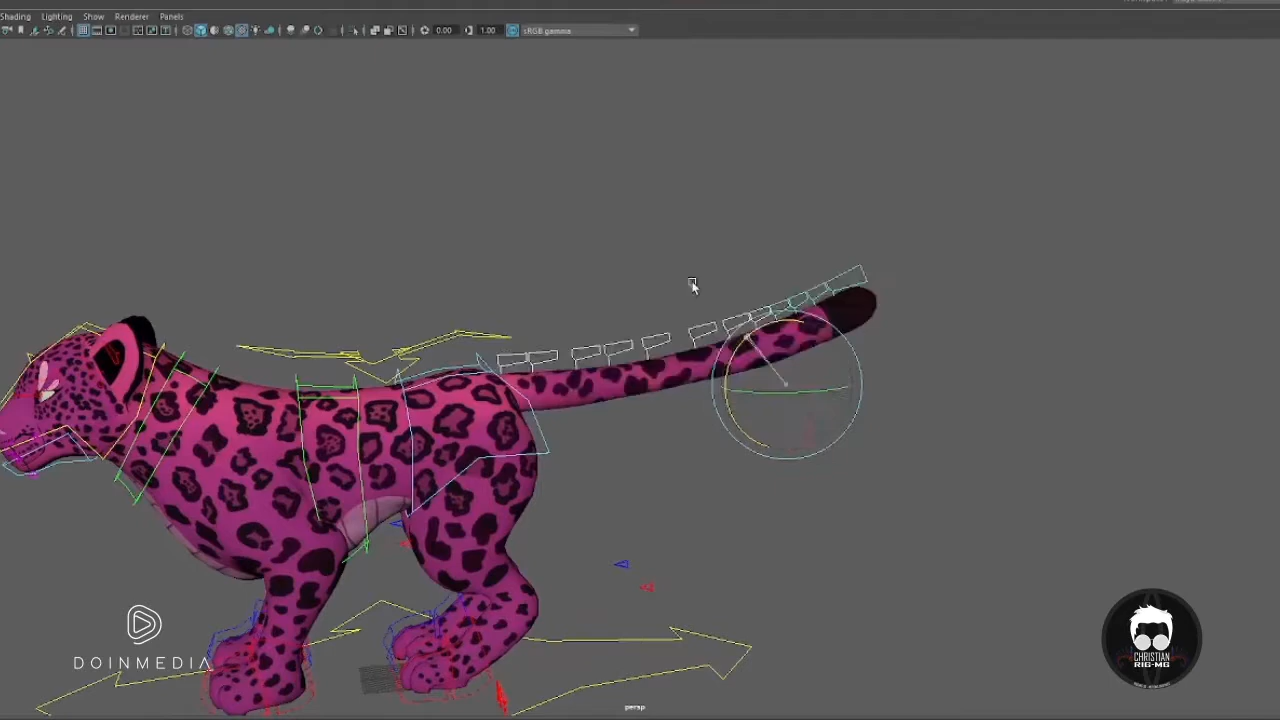 Shading Lighting Show Renderer Panels
0.00 1.00 sRGB gamma
DOINMEDIA
CHRISTIAN
RIG-MG
persp